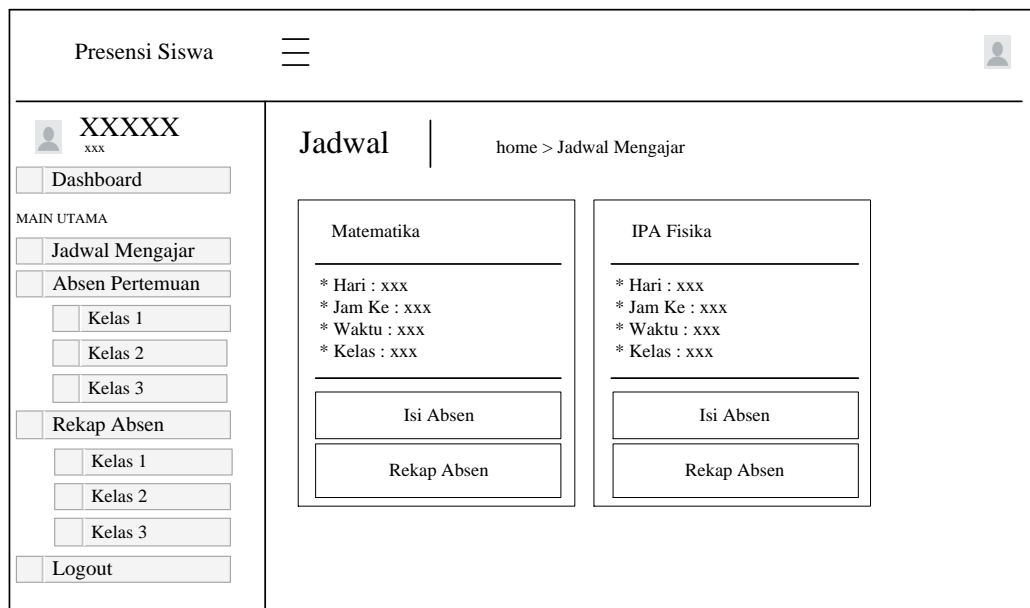 Presensi Siswa
XXXXX
xxx
Dashboard
MAIN UTAMA
Jadwal Mengajar
Absen Pertemuan
Kelas 1
Kelas 2
Kelas 3
Rekap Absen
Kelas 1
Kelas 2
Kelas 3
Logout
Jadwal
home > Jadwal Mengajar
Matematika
* Hari : xxx
* Jam Ke : xxx
* Waktu : xxx
* Kelas : xxx
Isi Absen
Rekap Absen
IPA Fisika
* Hari : xxx
* Jam Ke : xxx
* Waktu : xxx
* Kelas : xxx
Isi Absen
Rekap Absen